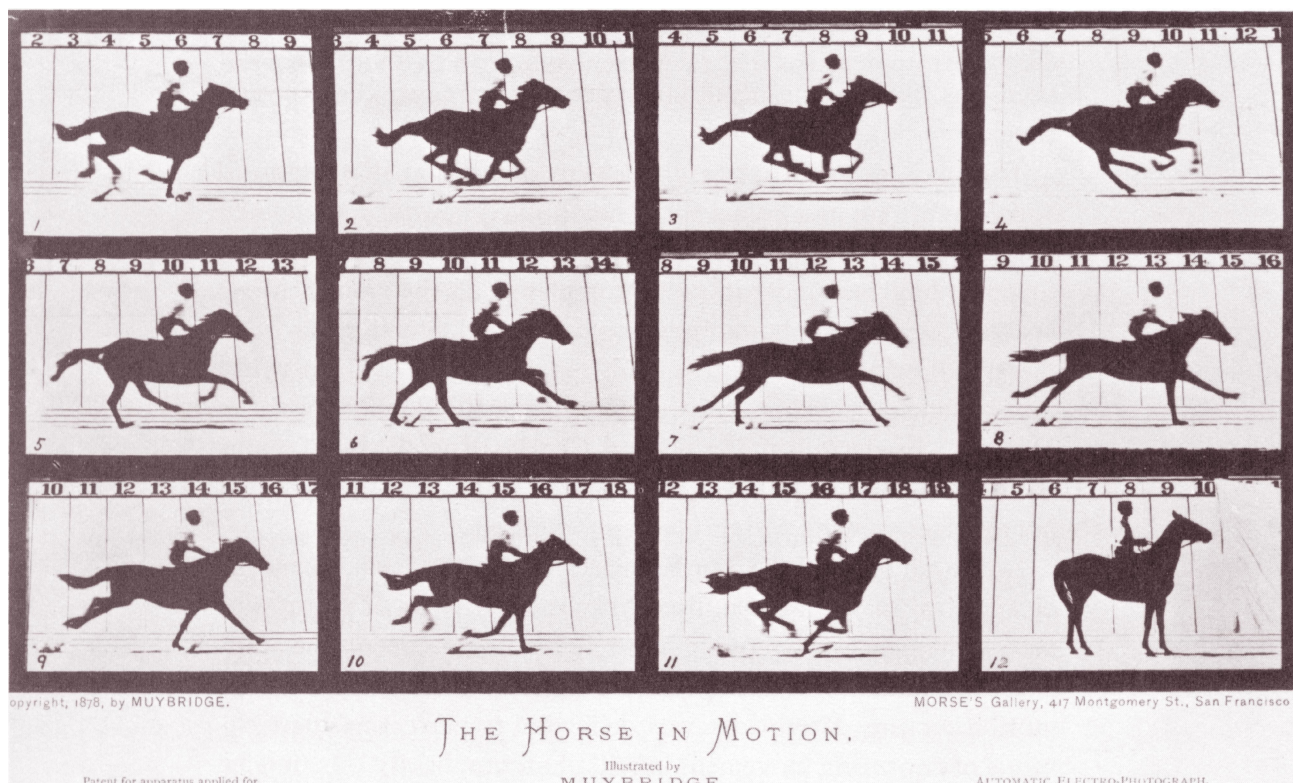 2 3 4 5 6 7 8 9
3 4 5 6 7 8 9 10 1
4 5 6 7 8 9 10 11
5 6 7 8 9 10 11 12 1
1
2
3
4
6 7 8 9 10 11 12 13
7 8 9 10 11 12 13 14 1
8 9 10 11 12 13 14 15 1
9 10 11 12 13 14 15 16
5
6
7
8
10 11 12 13 14 15 16 17
11 12 13 14 15 16 17 18
12 13 14 15 16 17 18 19
5 6 7 8 9 10
9
10
11
12
opyright, 1878, by MUYBRIDGE.
MORSE'S Gallery, 417 Montgomery St., San Francisco
THE HORSE IN MOTION.
Illustrated by
MUYBRIDGE
Patent for apparatus applied for
AUTOMATIC ELECTRO-PHOTOGRAPH.